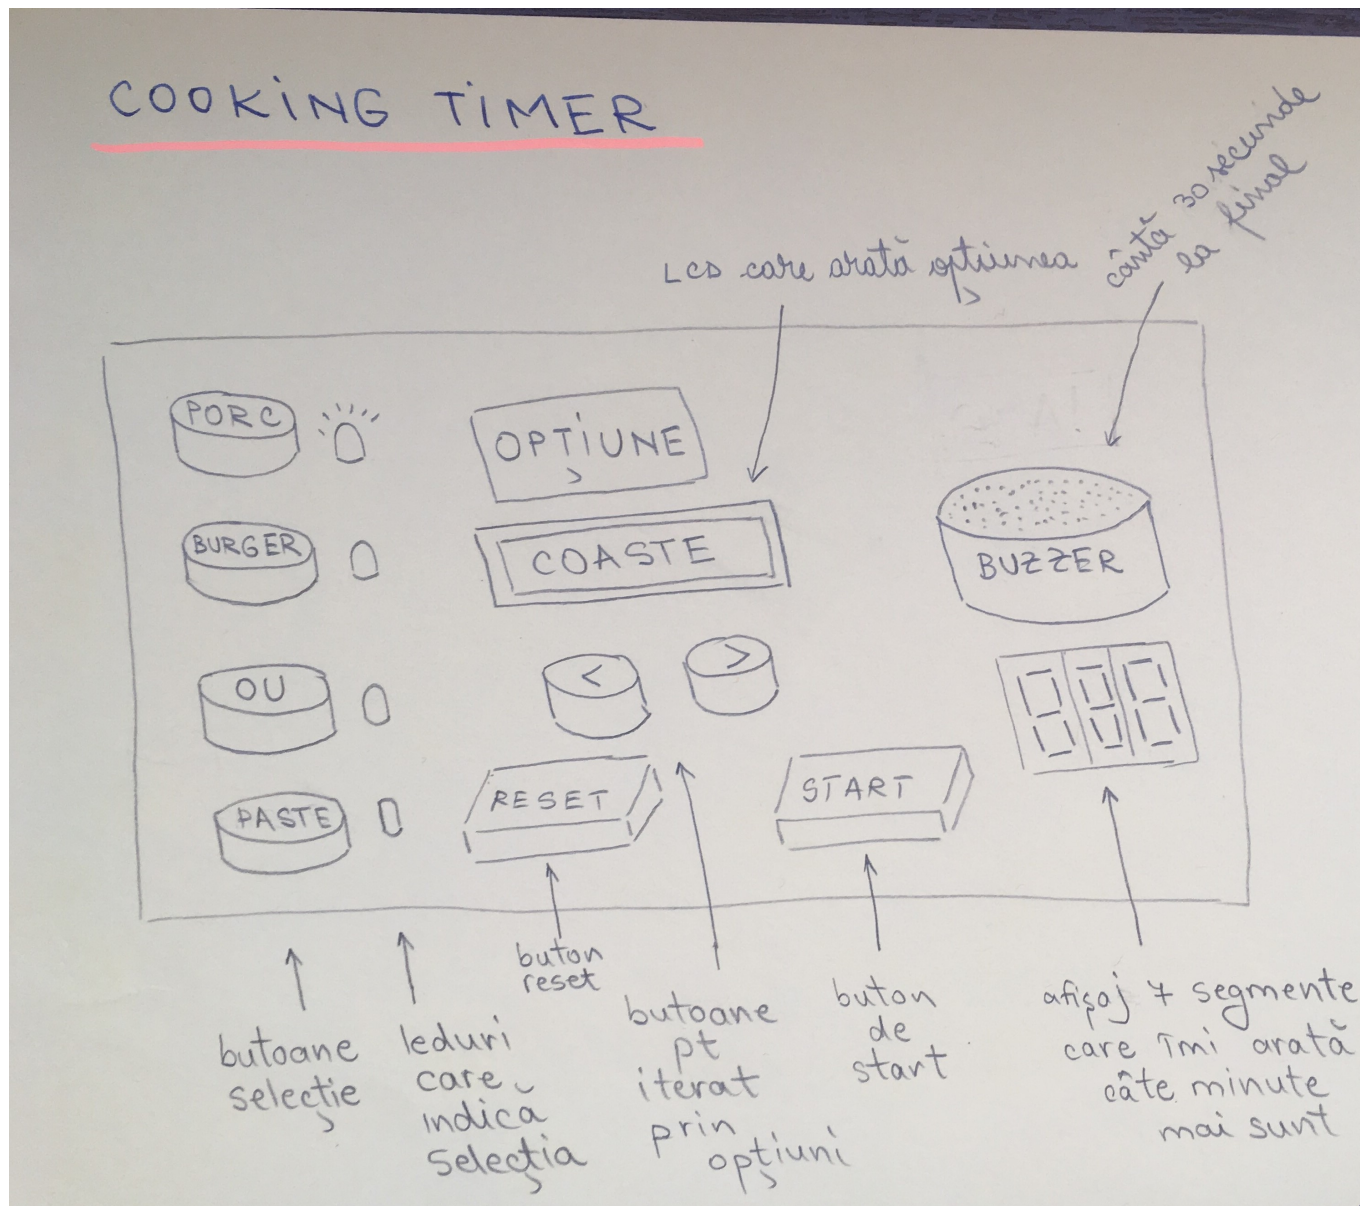 COOKING TIMER
cântă 30 secunde
la final
LCD care arată opțiunea
PORC
OPȚIUNE
BURGER
COASTE
BUZZER
OU
<
>
PASTE
RESET
START
888
buton
reset
butoane
selecție
leduri
care
indică
selecția
butoane
pt
iterat
prin
opțiuni
buton
de
start
afișaj 7 segmente
care îmi arată
câte minute
mai sunt